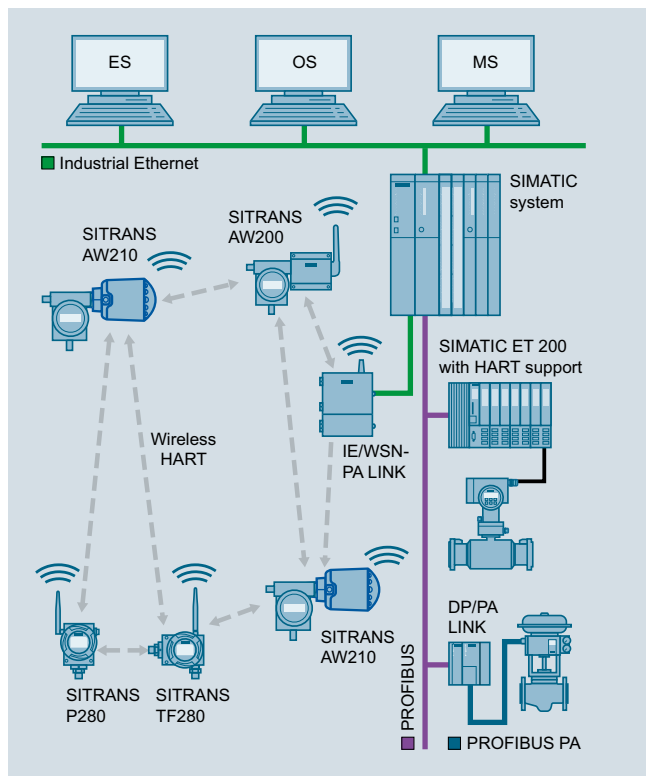 ES
OS
MS
Industrial Ethernet
SIMATIC
system
SITRANS
AW200
SITRANS
AW210
SIMATIC ET 200
with HART support
Wireless
HART
IE/WSN-
PA LINK
DP/PA
LINK
SITRANS
AW210
SITRANS
P280
SITRANS
TF280
PROFIBUS
PROFIBUS PA